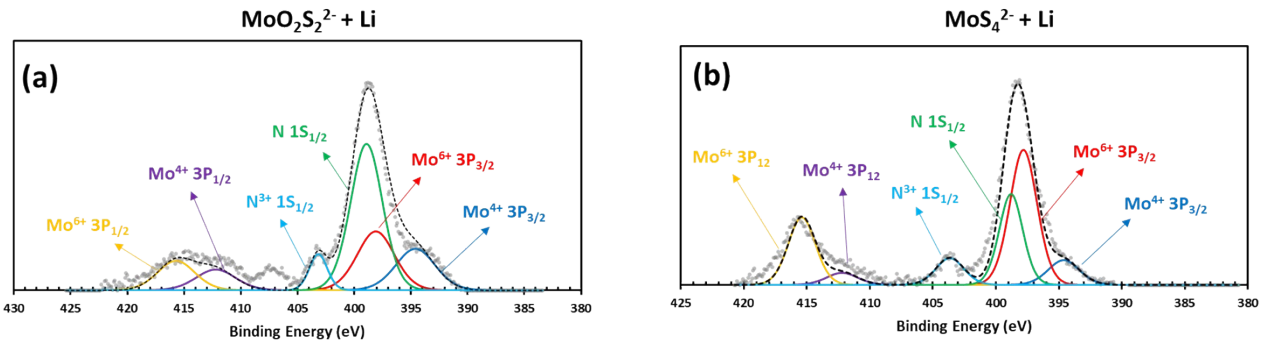 MoO₂S₂²⁻ + Li
(a)
N 1S₁/₂
Mo⁶⁺ 3P₃/₂
Mo⁴⁺ 3P₁/₂
N³⁺ 1S₁/₂
Mo⁴⁺ 3P₃/₂
Mo⁶⁺ 3P₁/₂
430 425 420 415 410 405 400 395 390 385 380
Binding Energy (eV)
MoS₄²⁻ + Li
(b)
N 1S₁/₂
Mo⁶⁺ 3P₁₂
Mo⁴⁺ 3P₁₂
Mo⁶⁺ 3P₃/₂
N³⁺ 1S₁/₂
Mo⁴⁺ 3P₃/₂
425 420 415 410 405 400 395 390 385 380
Binding Energy (eV)